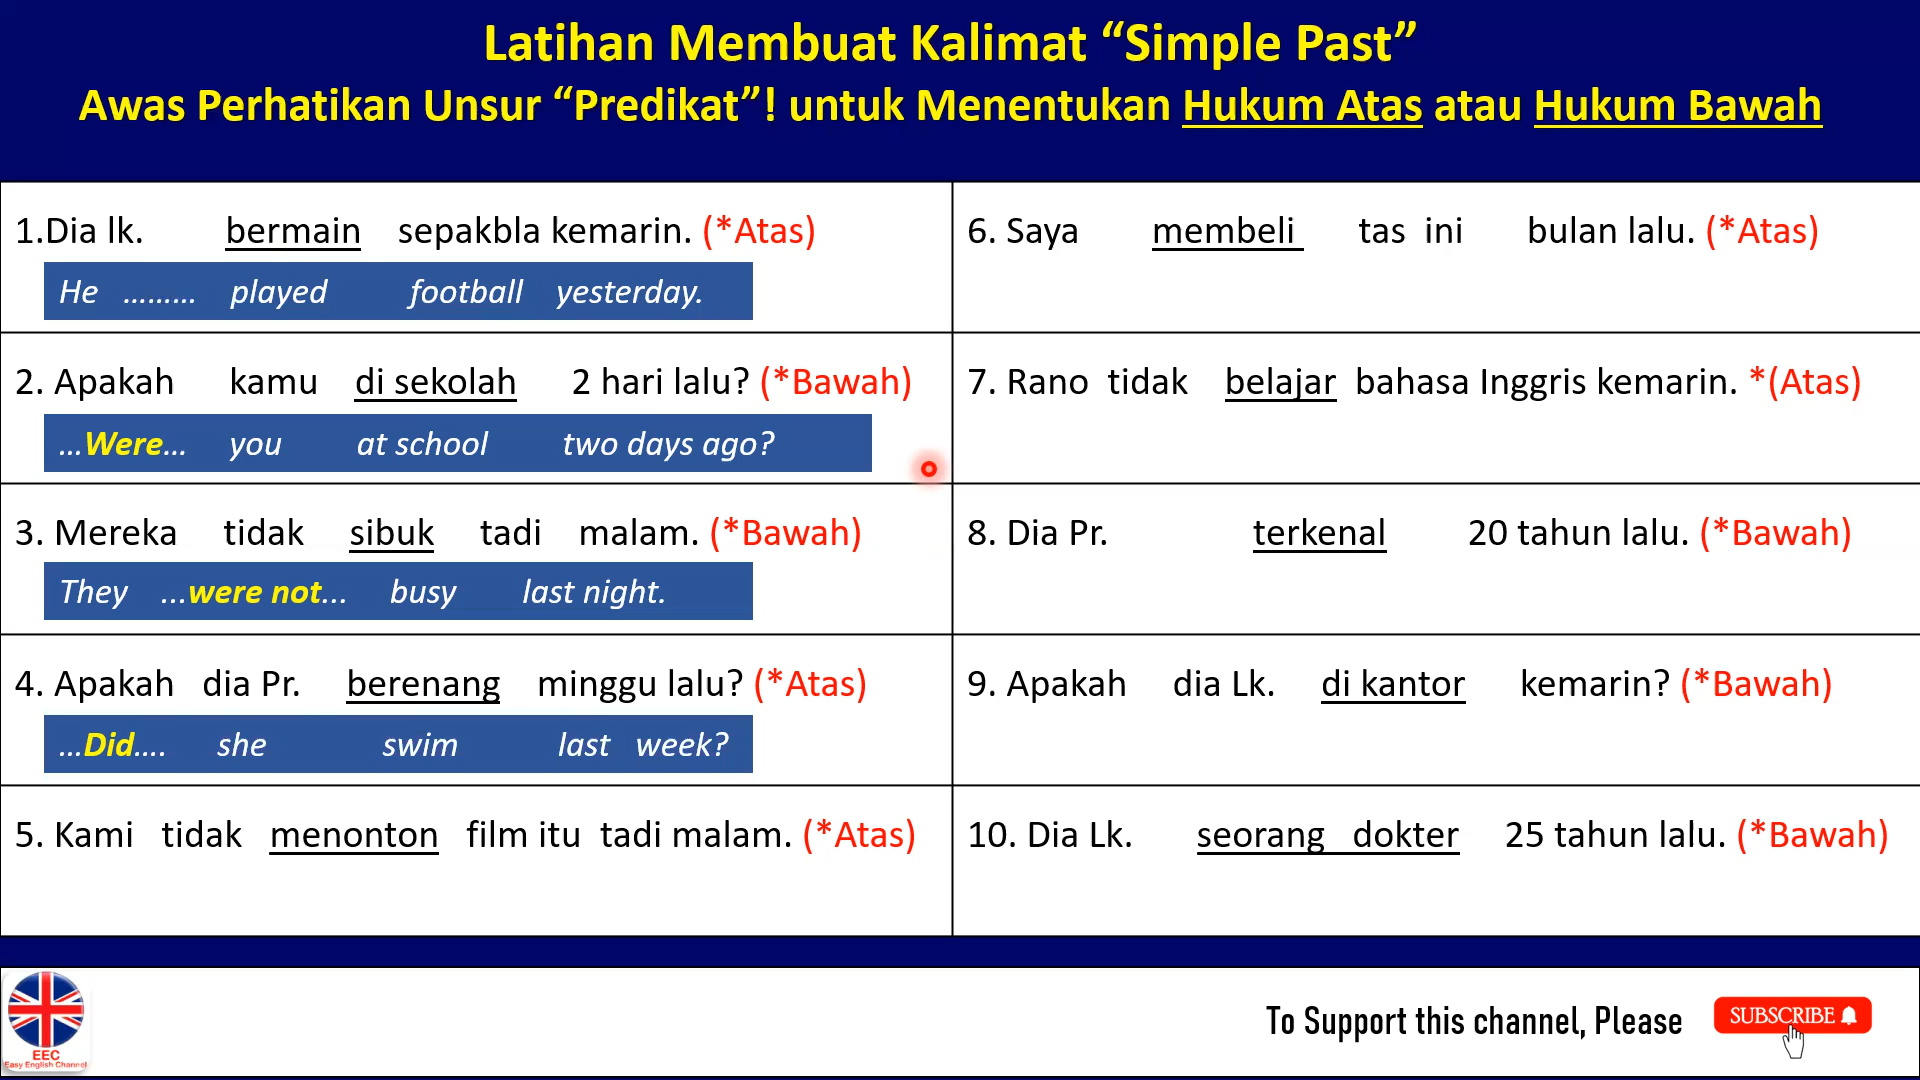 Latihan Membuat Kalimat “Simple Past”
Awas Perhatikan Unsur “Predikat”! untuk Menentukan Hukum Atas atau Hukum Bawah
1.Dia lk. bermain sepakbla kemarin. (*Atas)
He ……... played football yesterday.
2. Apakah kamu di sekolah 2 hari lalu? (*Bawah)
...Were... you at school two days ago?
3. Mereka tidak sibuk tadi malam. (*Bawah)
They ...were not... busy last night.
4. Apakah dia Pr. berenang minggu lalu? (*Atas)
...Did.... she swim last week?
5. Kami tidak menonton film itu tadi malam. (*Atas)
6. Saya membeli tas ini bulan lalu. (*Atas)
7. Rano tidak belajar bahasa Inggris kemarin. *(Atas)
8. Dia Pr. terkenal 20 tahun lalu. (*Bawah)
9. Apakah dia Lk. di kantor kemarin? (*Bawah)
10. Dia Lk. seorang dokter 25 tahun lalu. (*Bawah)
EEC
Easy English Channel
To Support this channel, Please
SUBSCRIBE